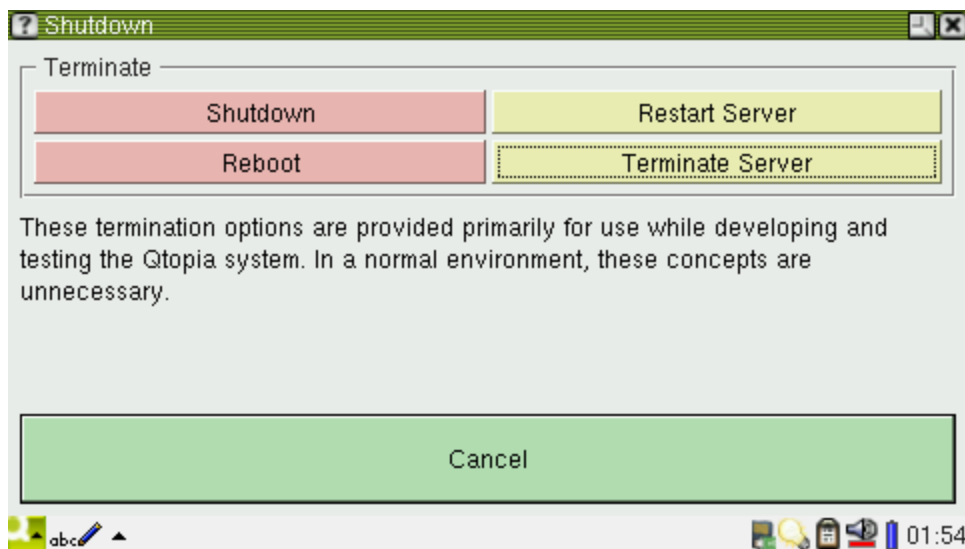 ? Shutdown
Terminate
Shutdown
Restart Server
Reboot
Terminate Server
These termination options are provided primarily for use while developing and
testing the Qtopia system. In a normal environment, these concepts are
unnecessary.
Cancel
abc
01:54